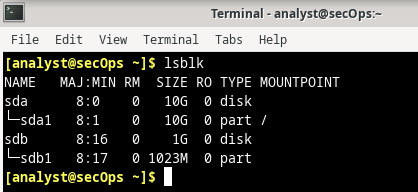 Terminal - analyst@secOps:~
File Edit View Terminal Tabs Help
[analyst@secOps ~]$ lsblk
NAME   MAJ:MIN RM  SIZE RO TYPE MOUNTPOINT
sda      8:0    0   10G  0 disk
└─sda1   8:1    0   10G  0 part /
sdb      8:16   0    1G  0 disk
└─sdb1   8:17   0 1023M  0 part
[analyst@secOps ~]$